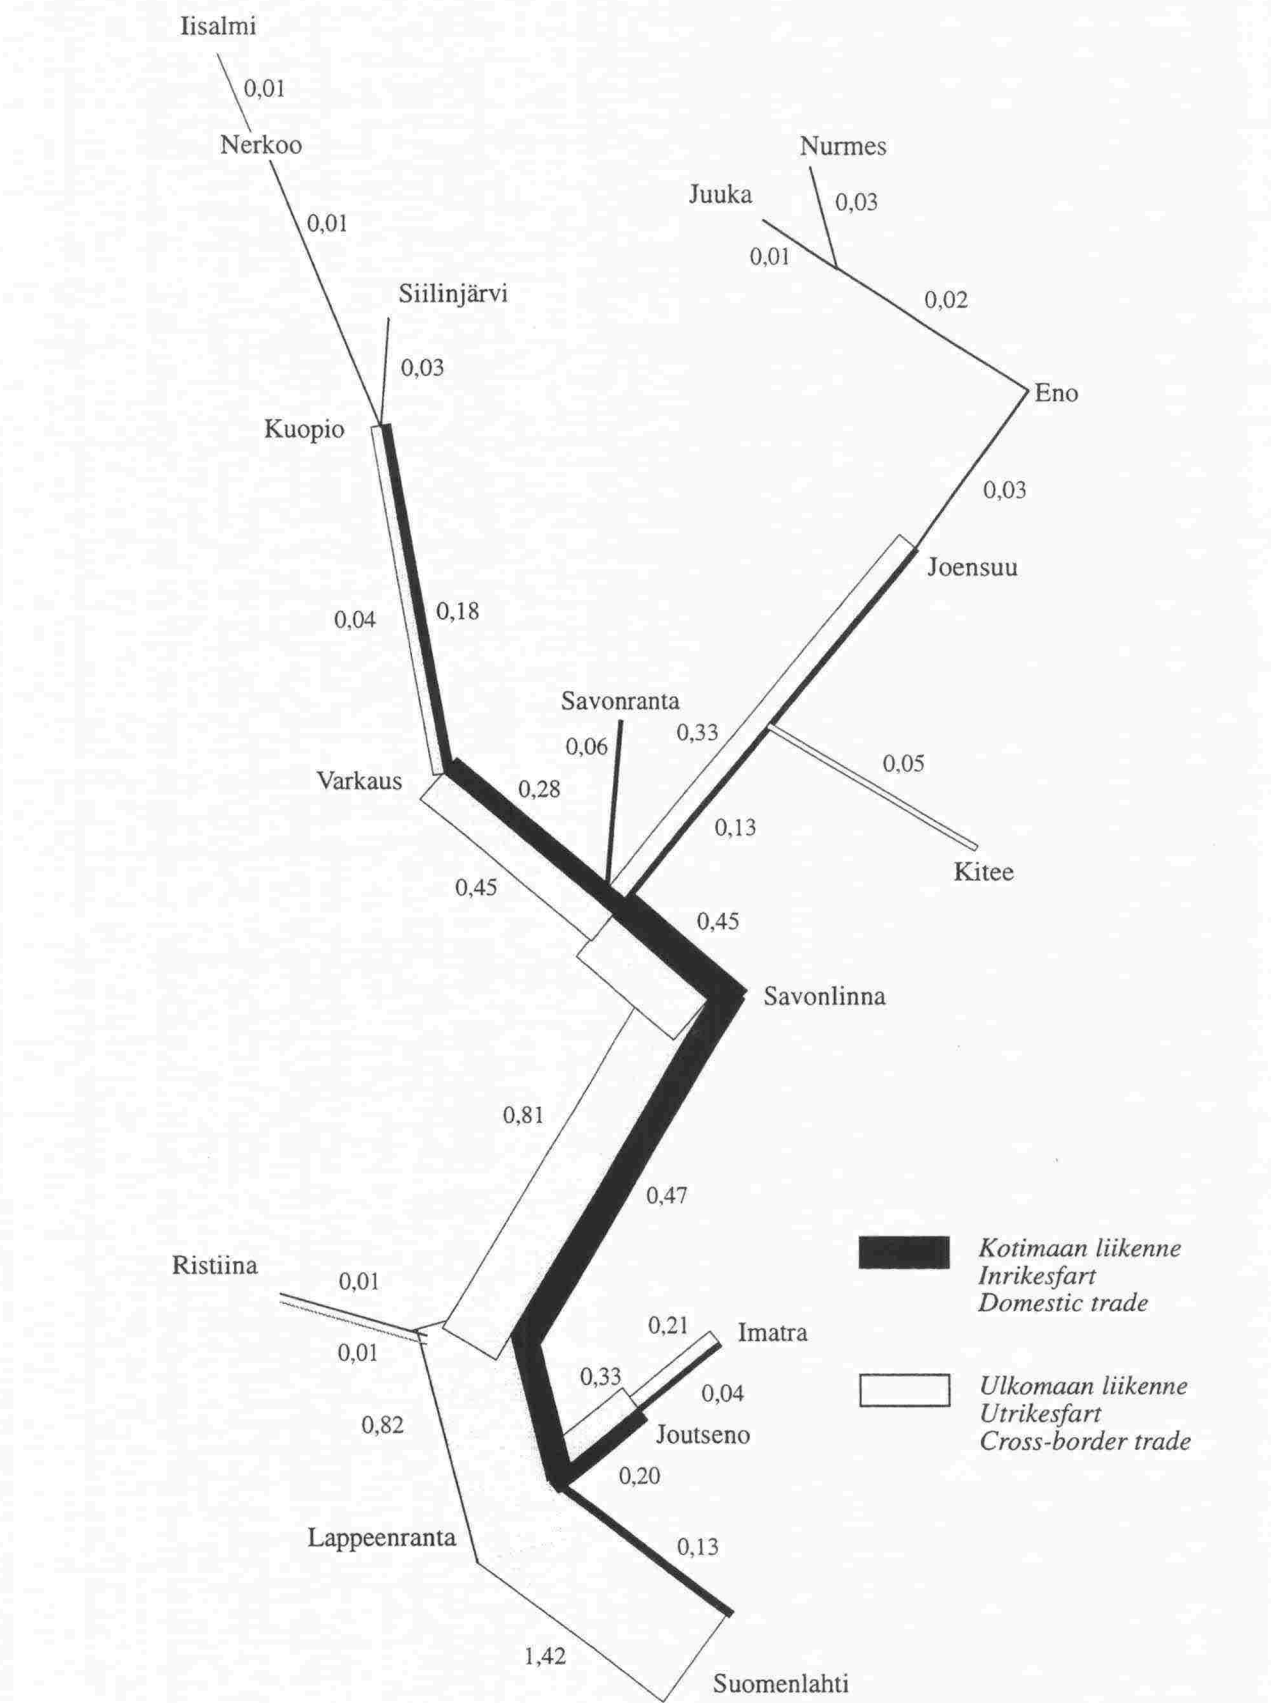 Iisalmi
0,01
Nerkoo
Nurmes
Juuka
0,03
0,01
0,01
Siilinjärvi
0,02
0,03
Eno
Kuopio
0,03
Joensuu
0,04
0,18
Savonranta
0,06
0,33
0,05
Varkaus
0,28
0,13
Kitee
0,45
0,45
Savonlinna
0,81
0,47
Ristiina
0,01
Kotimaan liikenne
Inrikesfart
Domestic trade
0,21
Imatra
0,01
0,33
0,04
Ulkomaan liikenne
Utrikesfart
Cross-border trade
0,82
Joutseno
0,20
Lappeenranta
0,13
1,42
Suomenlahti